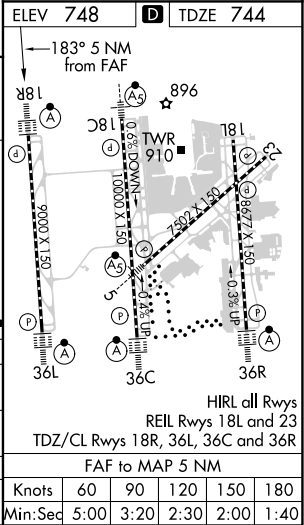 ELEV 748 D TDZE 744
183° 5 NM
from FAF
18R
A
A5
896
18C
0.6% DOWN
TWR
910
18L
23
P
P
P
P
9000 X 150
10000 X 150
7502 X 150
8677 X 150
P
A5
5
0.4% UP
0.3% UP
P
P
P
A
A
A
36L
36C
36R
HIRL all Rwys
REIL Rwys 18L and 23
TDZ/CL Rwys 18R, 36L, 36C and 36R
FAF to MAP 5 NM
Knots 60 90 120 150 180
Min:Sec 5:00 3:20 2:30 2:00 1:40